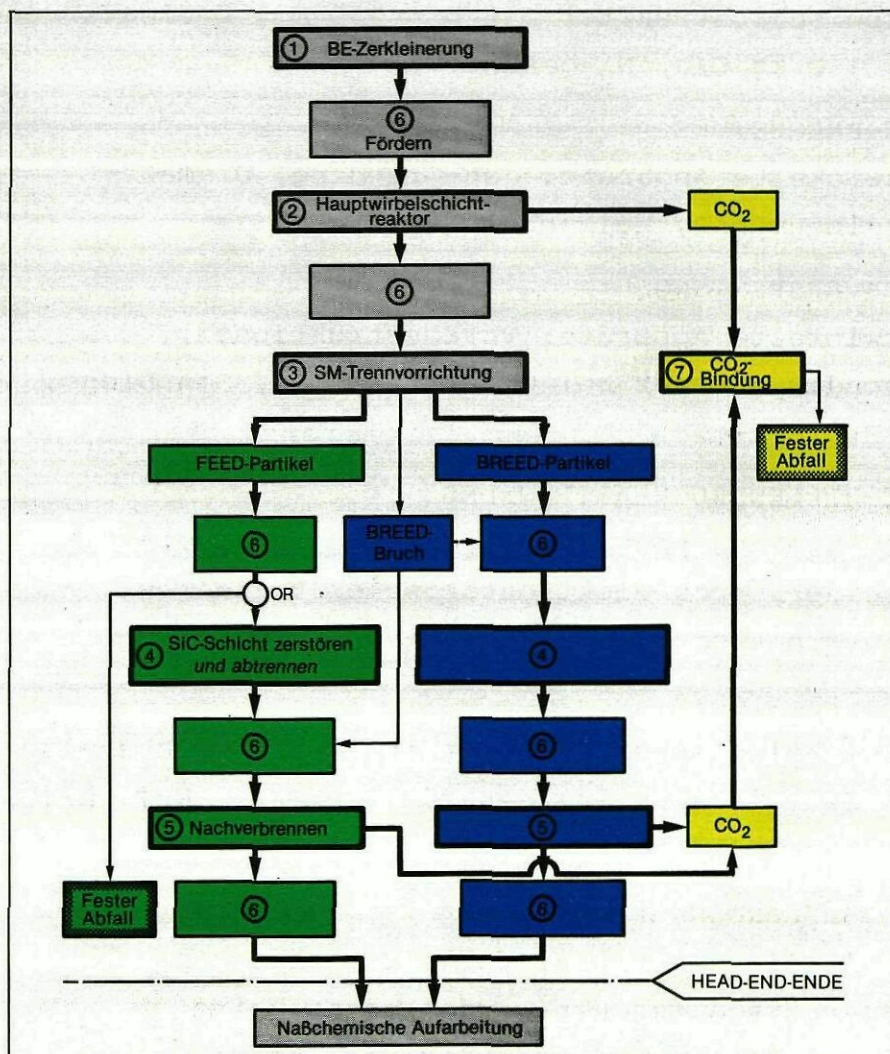 ① BE-Zerkleinerung
⑥
Fördern
② Hauptwirbelschicht-
reaktor
CO₂
⑥
③ SM-Trennvorrichtung
⑦ CO₂-
Bindung
Fester
Abfall
FEED-Partikel
BREED-Partikel
⑥
BREED-
Bruch
⑥
OR
④ SiC-Schicht zerstören
und abtrennen
④
⑥
⑥
⑤ Nachverbrennen
⑤
CO₂
Fester
Abfall
⑥
⑥
HEAD-END-ENDE
Naßchemische Aufarbeitung